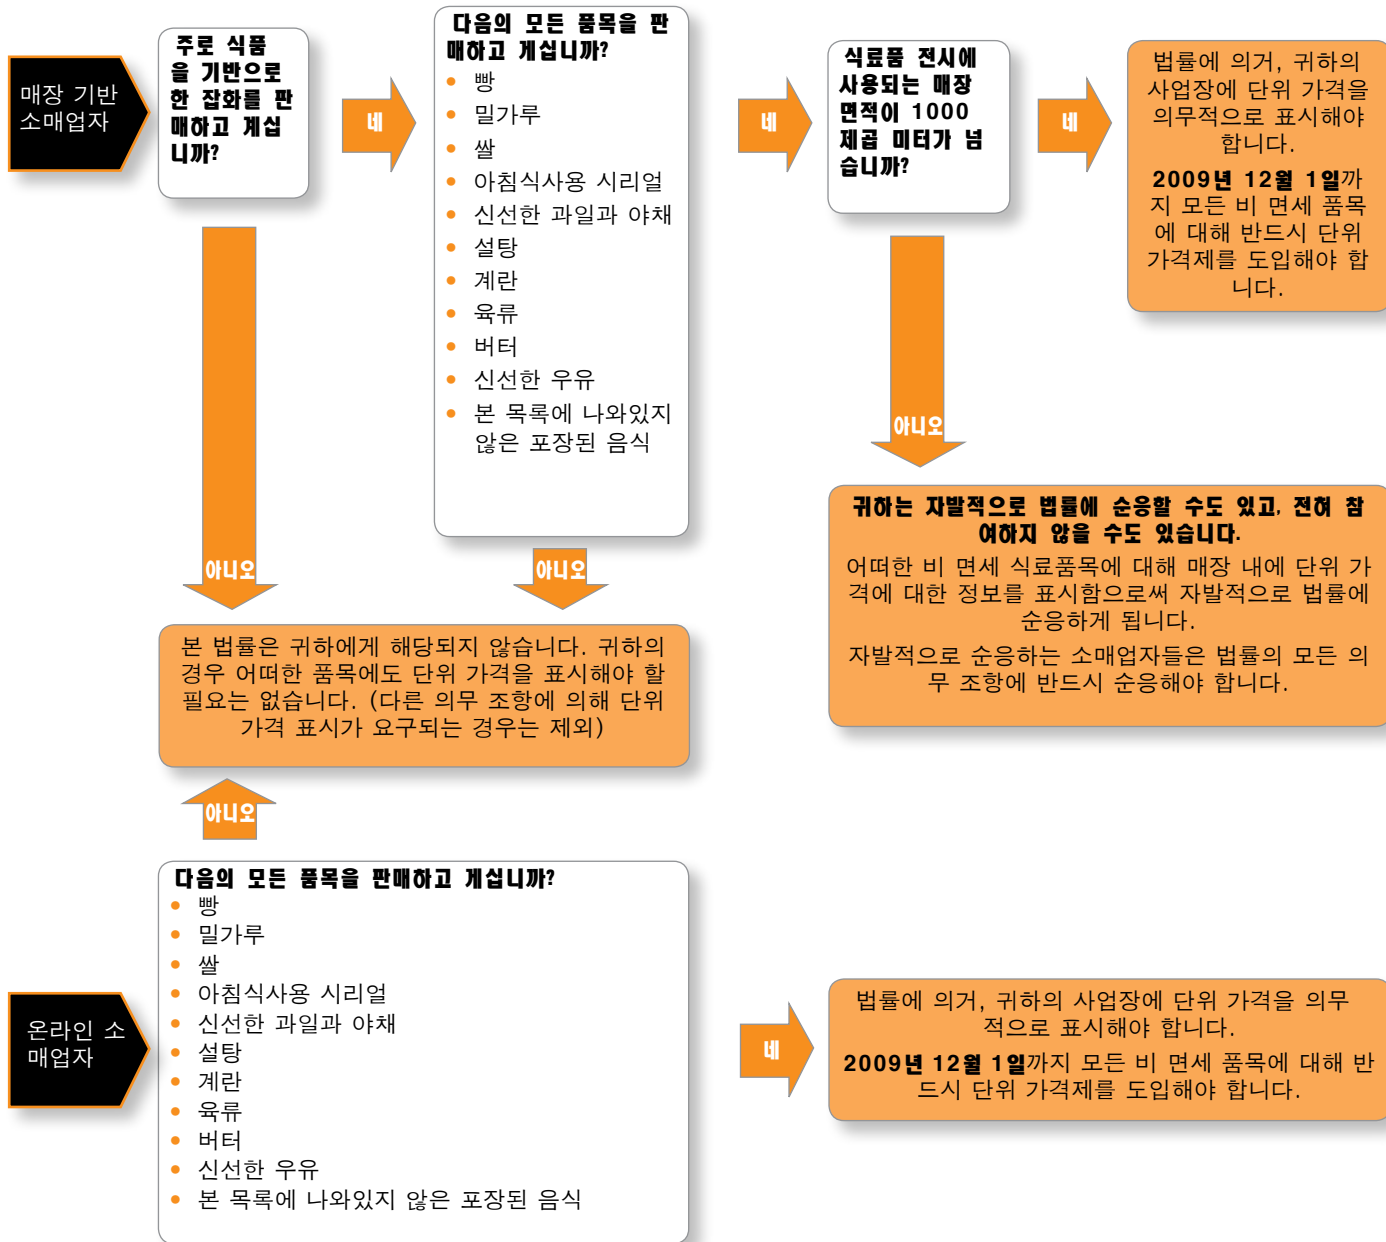 매장 기반
소매업자
주로 식품
을 기반으로
한 잡화를 판
매하고 계십
니까?
네
다음의 모든 품목을 판
매하고 계십니까?
• 빵
• 밀가루
• 쌀
• 아침식사용 시리얼
• 신선한 과일과 야채
• 설탕
• 계란
• 육류
• 버터
• 신선한 우유
• 본 목록에 나와있지
않은 포장된 음식
네
식료품 전시에
사용되는 매장
면적이 1000
제곱 미터가 넘
습니까?
네
법률에 의거, 귀하의
사업장에 단위 가격을
의무적으로 표시해야
합니다.
2009년 12월 1일까
지 모든 비 면세 품목
에 대해 반드시 단위
가격제를 도입해야 합
니다.
아니오
아니오
아니오
귀하는 자발적으로 법률에 순응할 수도 있고, 전혀 참
여하지 않을 수도 있습니다.
어떠한 비 면세 식료품목에 대해 매장 내에 단위 가
격에 대한 정보를 표시함으로써 자발적으로 법률에
순응하게 됩니다.
자발적으로 순응하는 소매업자들은 법률의 모든 의
무 조항에 반드시 순응해야 합니다.
본 법률은 귀하에게 해당되지 않습니다. 귀하의
경우 어떠한 품목에도 단위 가격을 표시해야 할
필요는 없습니다. (다른 의무 조항에 의해 단위
가격 표시가 요구되는 경우는 제외)
아니오
온라인 소
매업자
다음의 모든 품목을 판매하고 계십니까?
• 빵
• 밀가루
• 쌀
• 아침식사용 시리얼
• 신선한 과일과 야채
• 설탕
• 계란
• 육류
• 버터
• 신선한 우유
• 본 목록에 나와있지 않은 포장된 음식
네
법률에 의거, 귀하의 사업장에 단위 가격을 의무
적으로 표시해야 합니다.
2009년 12월 1일까지 모든 비 면세 품목에 대해 반
드시 단위 가격제를 도입해야 합니다.